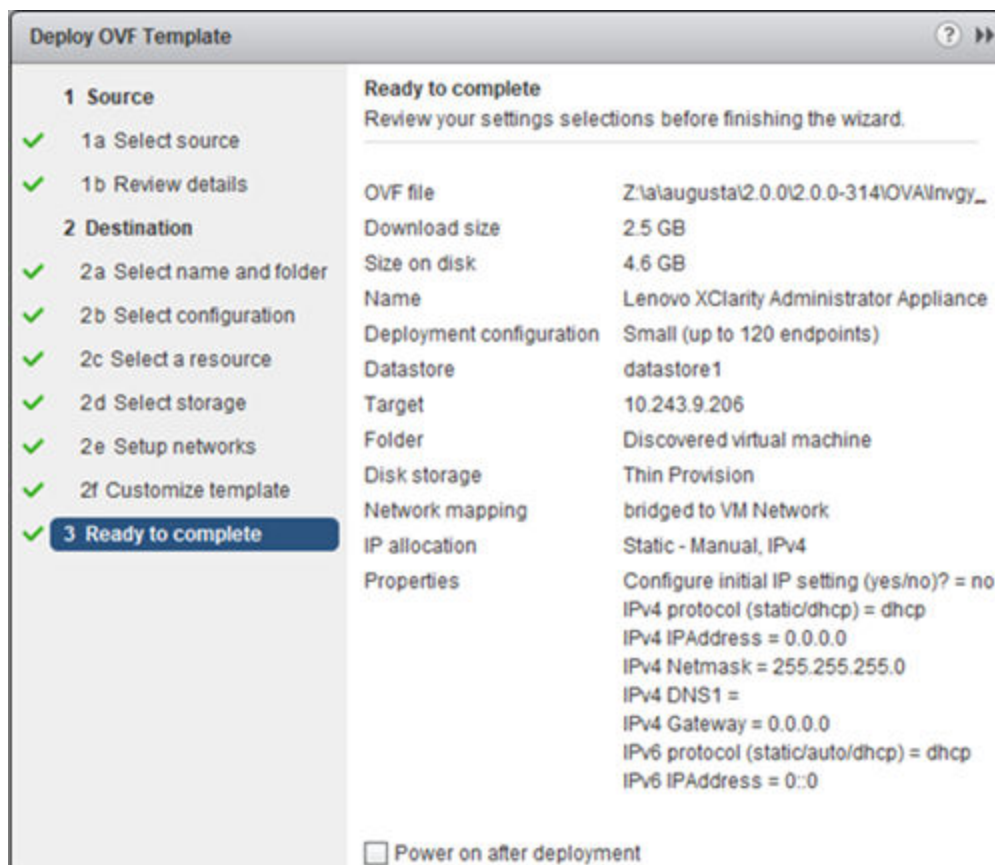 Deploy OVF Template
?
1 Source
1a Select source
1b Review details
2 Destination
2a Select name and folder
2b Select configuration
2c Select a resource
2d Select storage
2e Setup networks
2f Customize template
3 Ready to complete
Ready to complete
Review your settings selections before finishing the wizard.
OVF file Z:\a\augusta\2.0.0\2.0.0-314\OVA\lnvgy_
Download size 2.5 GB
Size on disk 4.6 GB
Name Lenovo XClarity Administrator Appliance
Deployment configuration Small (up to 120 endpoints)
Datastore datastore1
Target 10.243.9.206
Folder Discovered virtual machine
Disk storage Thin Provision
Network mapping bridged to VM Network
IP allocation Static - Manual, IPv4
Properties Configure initial IP setting (yes/no)? = no
IPv4 protocol (static/dhcp) = dhcp
IPv4 IPAddress = 0.0.0.0
IPv4 Netmask = 255.255.255.0
IPv4 DNS1 =
IPv4 Gateway = 0.0.0.0
IPv6 protocol (static/auto/dhcp) = dhcp
IPv6 IPAddress = 0::0
Power on after deployment